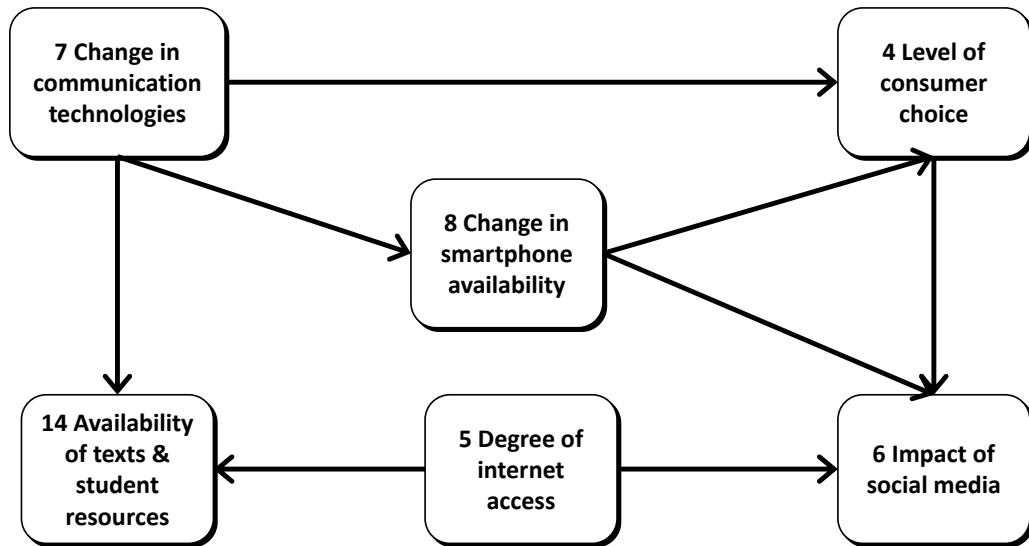 7 Change in
communication
technologies
4 Level of
consumer
choice
8 Change in
smartphone
availability
14 Availability
of texts &
student
resources
5 Degree of
internet
access
6 Impact of
social media